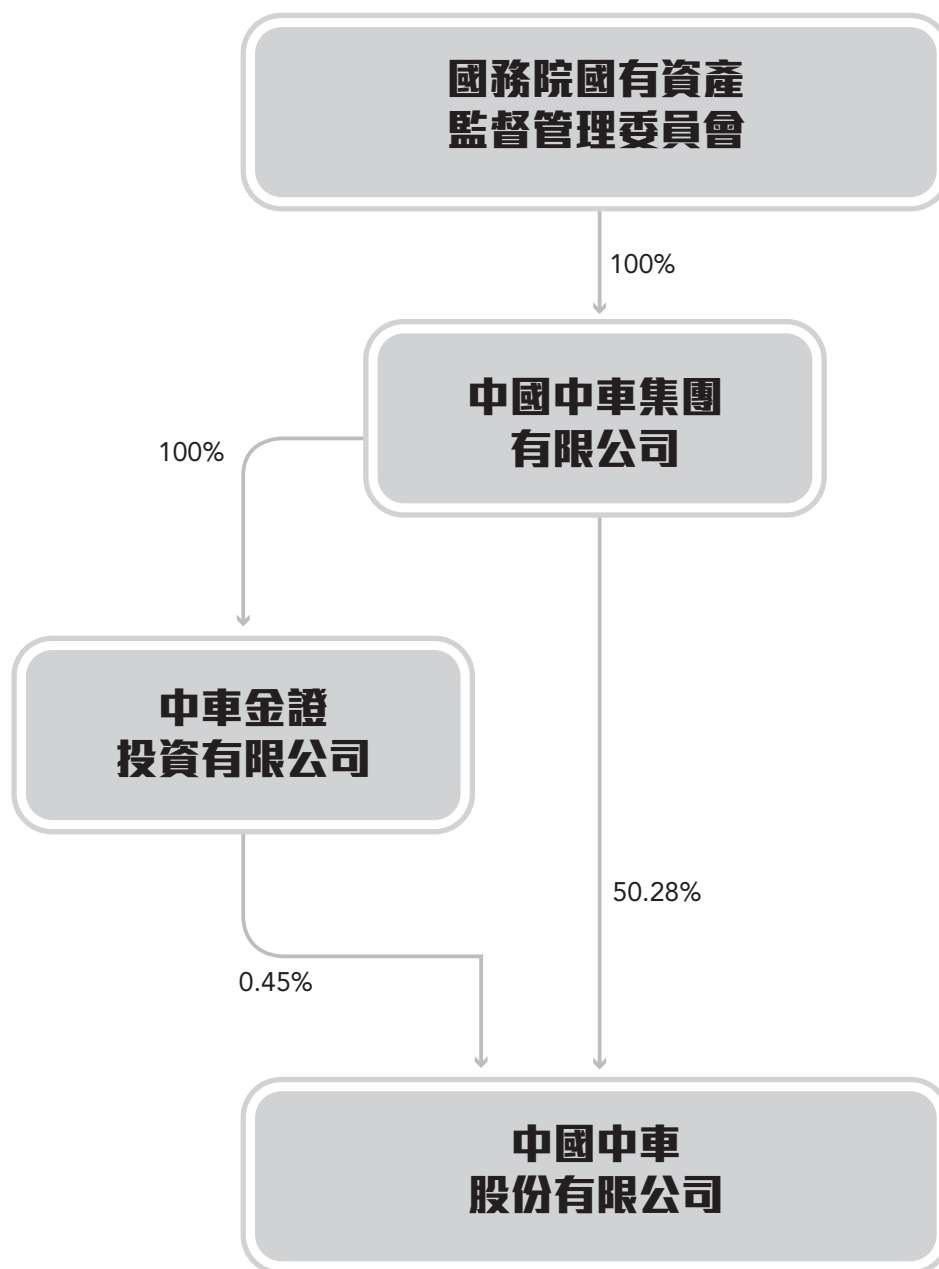 國務院國有資產
監督管理委員會
100%
中國中車集團
有限公司
100%
中車金證
投資有限公司
50.28%
0.45%
中國中車
股份有限公司